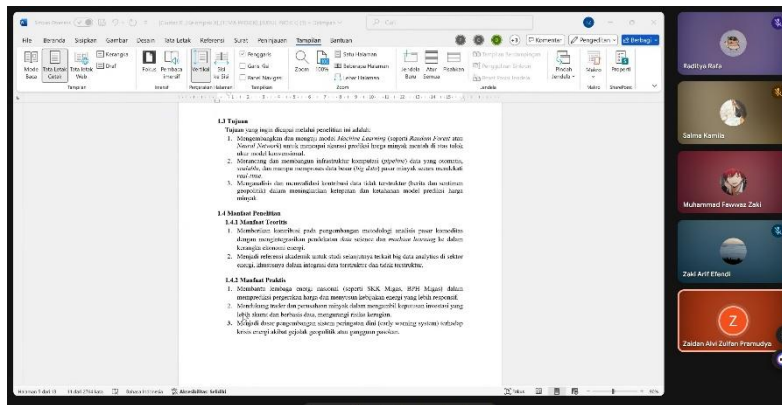 Cari
File Beranda Sisipkan Gambar Desain Tata Letak Referensi Surat Peninjauan Tampilan Bantuan
Komentar Pengeditan Berbagi
Mode Baca
Tata Letak Cetak
Tata Letak Web
Kerangka
Draf
Fokus
Pembaca Imersif
Vertikal
Sisi ke Sisi
Penggaris
Garis Kisi
Panel Navigasi
Zoom
100%
Satu Halaman
Beberapa Halaman
Lebar Halaman
Jendela Baru
Atur Semua
Pisahkan
Pindah Jendela
Makro
Properti
Tampilan
Imersif
Pergerakan Halaman
Tampilkan
Zoom
Jendela
Makro
SharePoint
1.3 Tujuan
Tujuan yang ingin dicapai melalui penelitian ini adalah:
1. Mengembangkan dan menguji model Machine Learning (seperti Random Forest atau
Neural Network) untuk mencapai akurasi prediksi harga minyak mentah di atas tolak
ukur model konvensional.
2. Merancang dan membangun infrastruktur komputasi (pipeline) data yang otomatis,
scalable, dan mampu memproses data besar (big data) pasar minyak secara mendekati
real-time.
3. Menganalisis dan memvalidasi kontribusi data tidak terstruktur (berita dan sentimen
geopolitik) dalam meningkatkan ketepatan dan ketahanan model prediksi harga
minyak.
1.4 Manfaat Penelitian
1.4.1 Manfaat Teoritis
1. Memberikan kontribusi pada pengembangan metodologi analisis pasar komoditas
dengan mengintegrasikan pendekatan data science dan machine learning ke dalam
kerangka ekonomi energi.
2. Menjadi referensi akademik untuk studi selanjutnya terkait big data analytics di sektor
energi, khususnya dalam integrasi data terstruktur dan tidak terstruktur.
1.4.2 Manfaat Praktis
1. Membantu lembaga energi nasional (seperti SKK Migas, BPH Migas) dalam
memprediksi pergerakan harga dan menyusun kebijakan energi yang lebih responsif.
2. Mendukung trader dan perusahaan minyak dalam mengambil keputusan investasi yang
lebih akurat dan berbasis data, mengurangi risiko kerugian.
3. Menjadi dasar pengembangan sistem peringatan dini (early warning system) terhadap
krisis energi akibat gejolak geopolitik atau gangguan pasokan.
Bahasa Indonesia
Aksesibilitas: Selidiki
Fokus
Raditya Rafa
Salma Kamila
Muhammad Fawwaz Zaki
Zaki Arif Efendi
Z
Zaidan Alvi Zulfan Pramudya